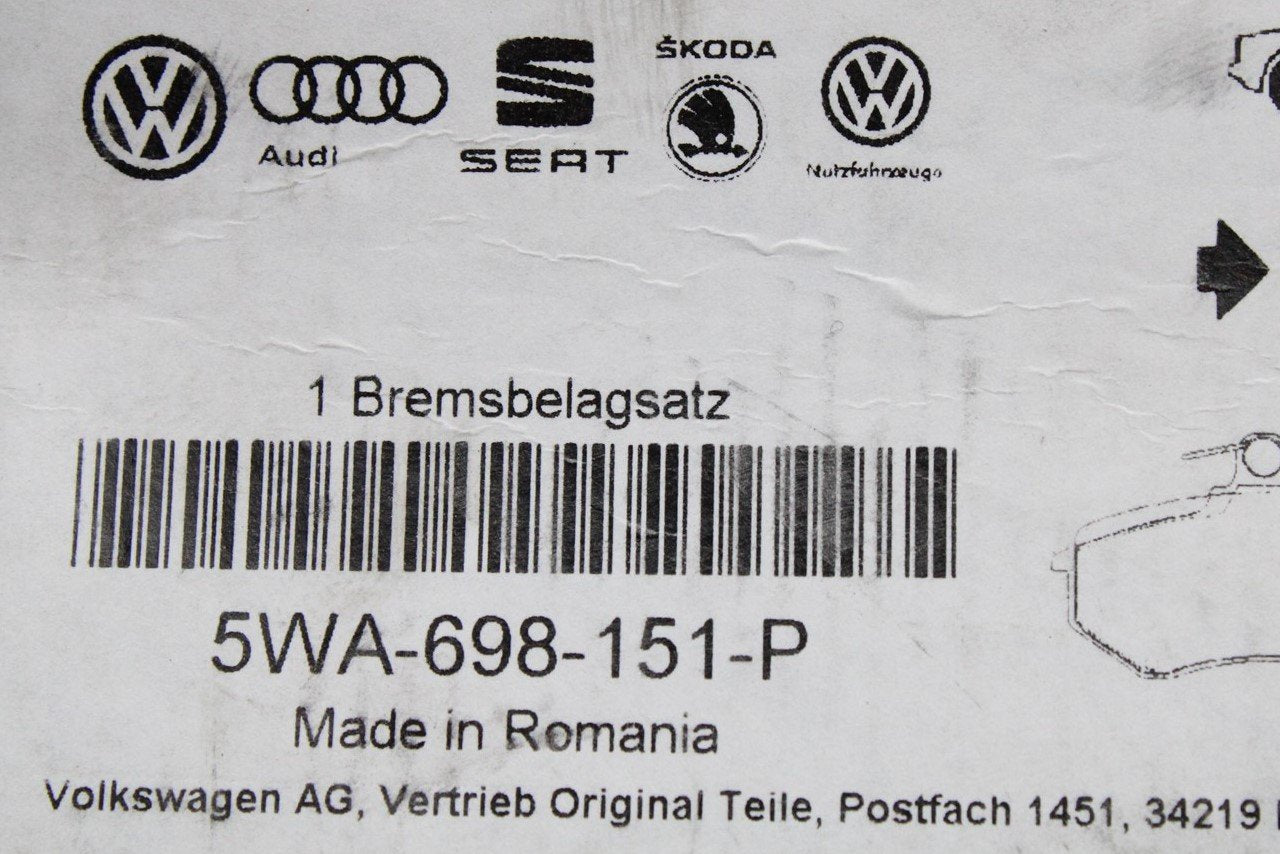 ŠKODA
Audi
SEAT
Nutzfahrzeuge
1 Bremsbelagsatz
5WA-698-151-P
Made in Romania
Volkswagen AG, Vertrieb Original Teile, Postfach 1451, 34219